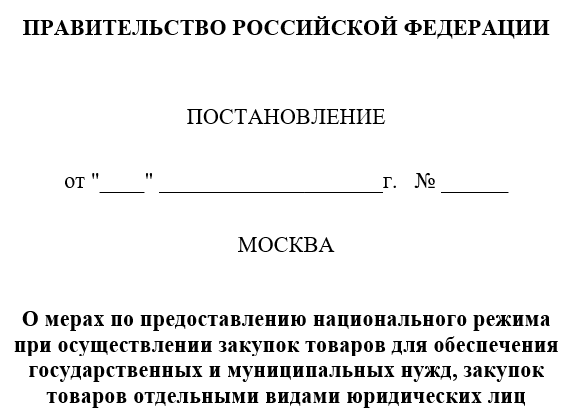 ПРАВИТЕЛЬСТВО РОССИЙСКОЙ ФЕДЕРАЦИИ
ПОСТАНОВЛЕНИЕ
от "____" ____________________г. № ______
МОСКВА
О мерах по предоставлению национального режима
при осуществлении закупок товаров для обеспечения
государственных и муниципальных нужд, закупок
товаров отдельными видами юридических лиц